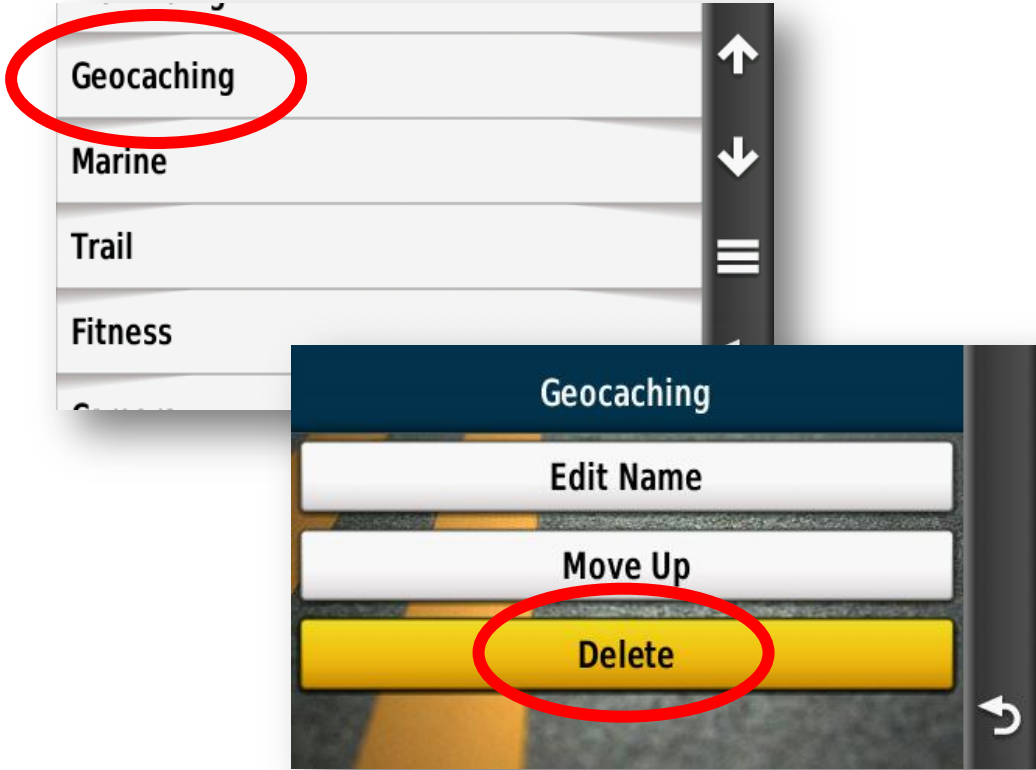 Geocaching
Marine
Trail
Fitness
Geocaching
Edit Name
Move Up
Delete